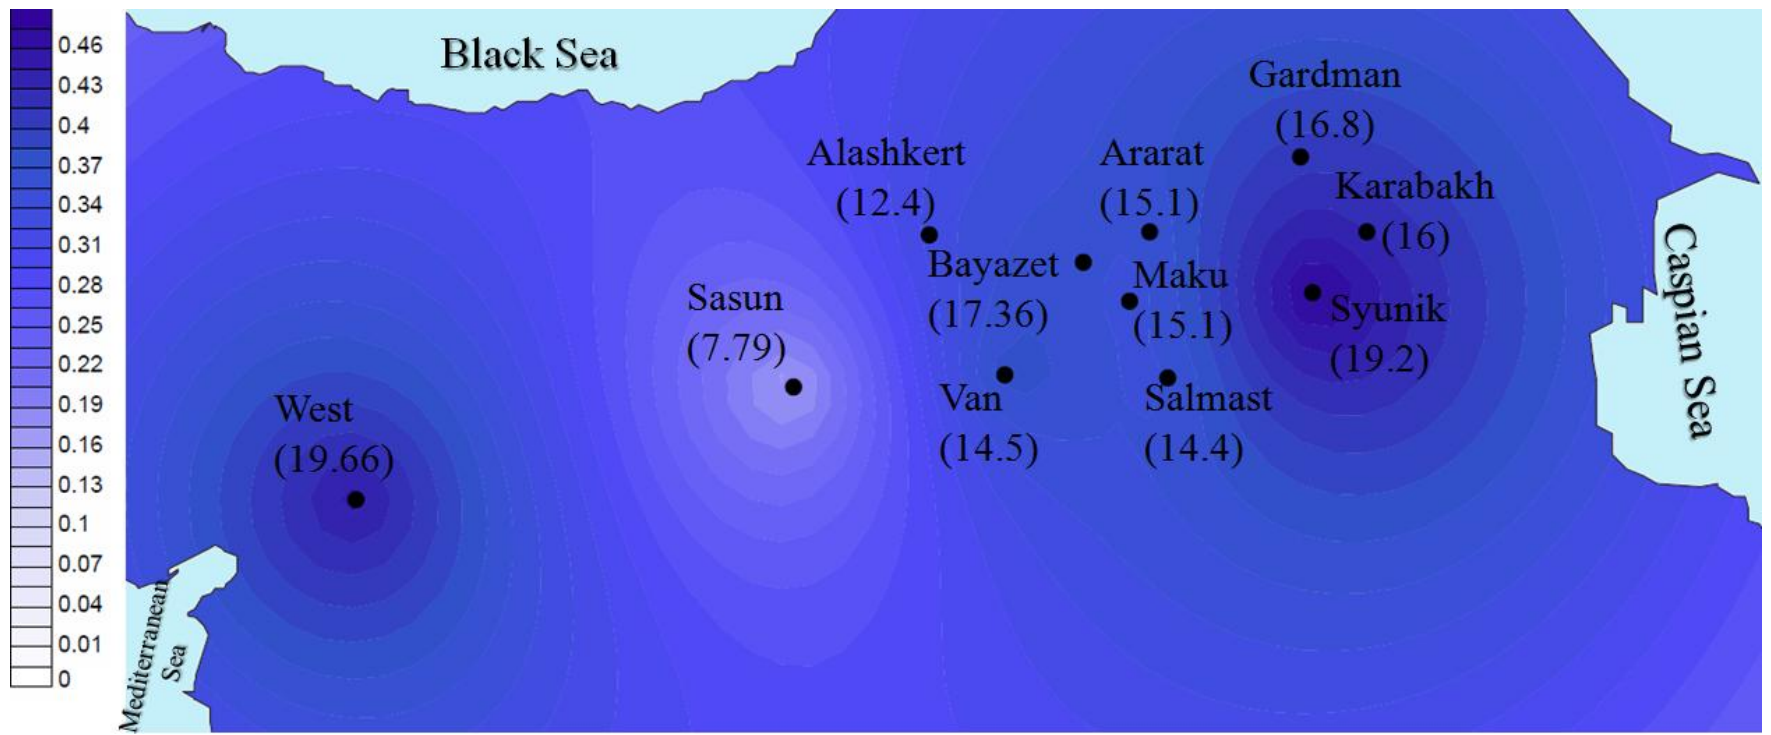 0.46
0.43
0.4
0.37
0.34
0.31
0.28
0.25
0.22
0.19
0.16
0.13
0.1
0.07
0.04
0.01
0
Black Sea
Gardman
(16.8)
Alashkert
(12.4)
Ararat
(15.1)
Karabakh
(16)
Bayazet
(17.36)
Maku
(15.1)
Sasun
(7.79)
Syunik
(19.2)
Caspian Sea
West
(19.66)
Van
(14.5)
Salmast
(14.4)
Mediterranean
Sea